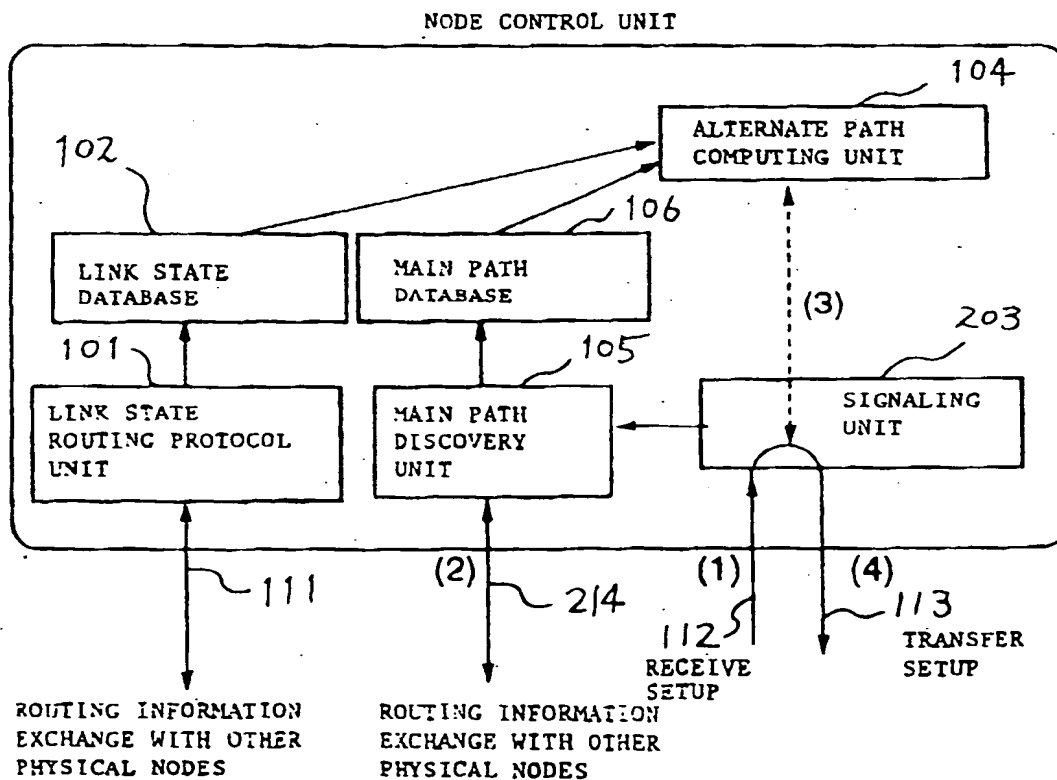 NODE CONTROL UNIT
104
ALTERNATE PATH
COMPUTING UNIT
102
106
LINK STATE
DATABASE
MAIN PATH
DATABASE
(3)
203
101
105
LINK STATE
ROUTING PROTOCOL
UNIT
MAIN PATH
DISCOVERY
UNIT
SIGNALING
UNIT
(2)
(1)
(4)
111
214
112
113
RECEIVE
SETUP
TRANSFER
SETUP
ROUTING INFORMATION
EXCHANGE WITH OTHER
PHYSICAL NODES
ROUTING INFORMATION
EXCHANGE WITH OTHER
PHYSICAL NODES